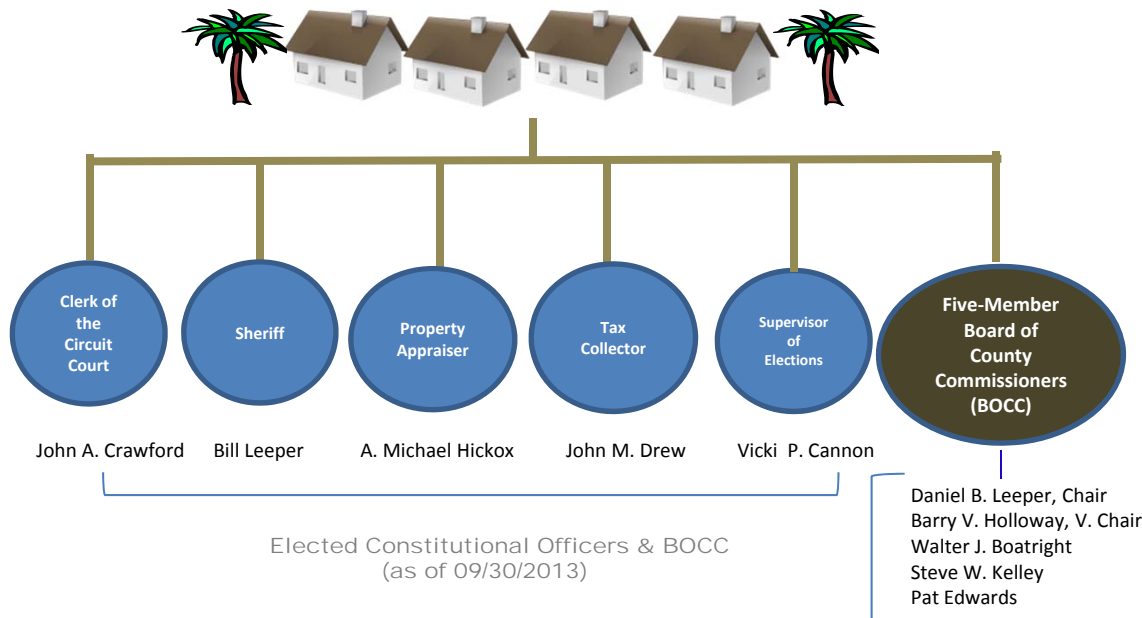 Clerk of
the
Circuit
Court
Sheriff
Property
Appraiser
Tax
Collector
Supervisor
of
Elections
Five-Member
Board of
County
Commissioners
(BOCC)
John A. Crawford
Bill Leeper
A. Michael Hickox
John M. Drew
Vicki P. Cannon
Daniel B. Leeper, Chair
Barry V. Holloway, V. Chair
Walter J. Boatright
Steve W. Kelley
Pat Edwards
Elected Constitutional Officers & BOCC
(as of 09/30/2013)